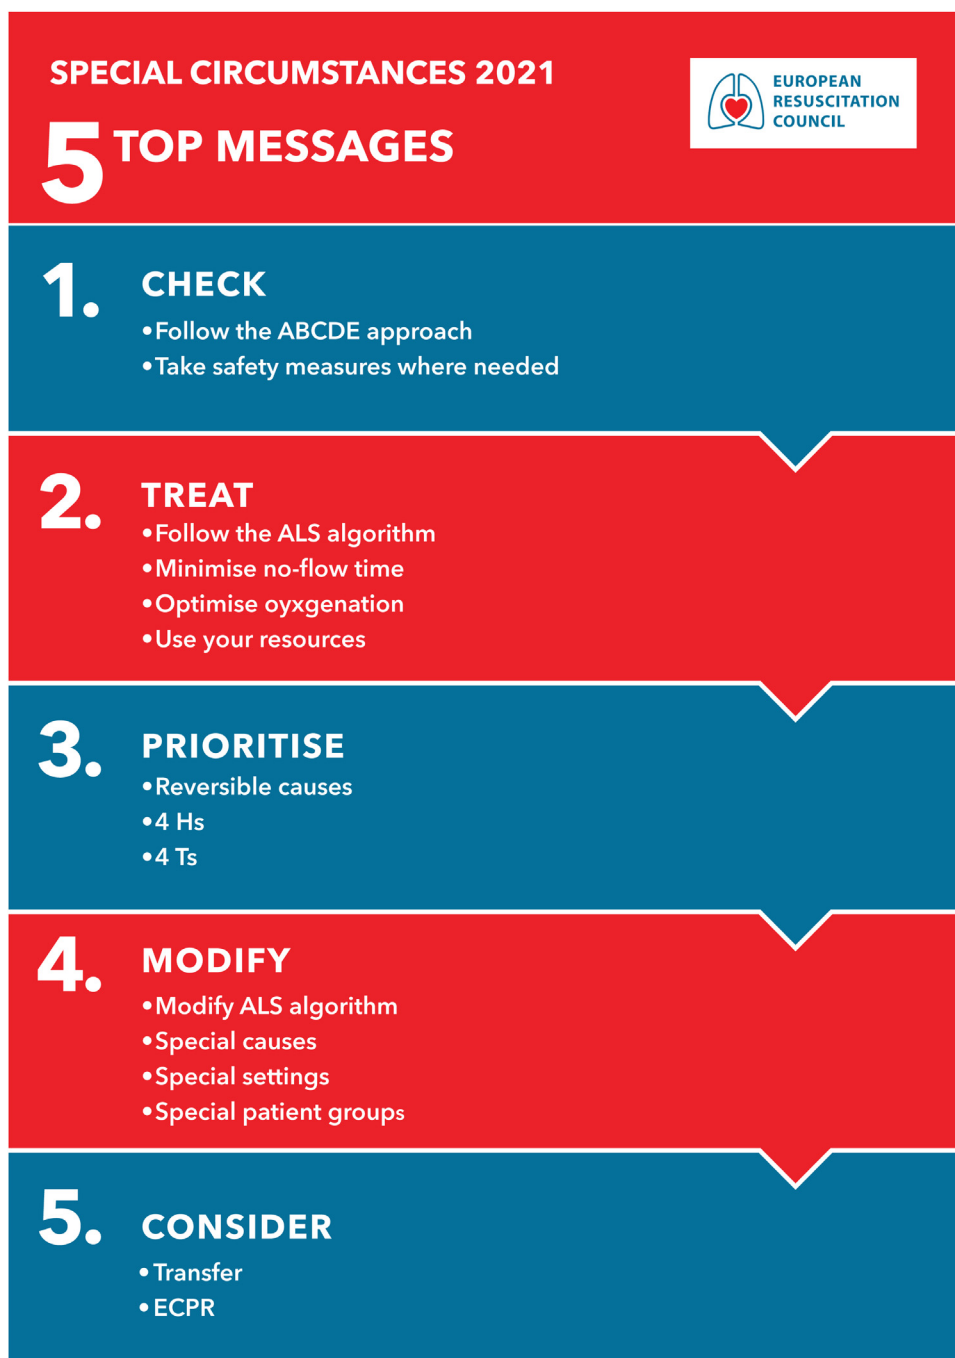 SPECIAL CIRCUMSTANCES 2021
5 TOP MESSAGES
EUROPEAN
RESUSCITATION
COUNCIL
1. CHECK
•Follow the ABCDE approach
•Take safety measures where needed
2. TREAT
•Follow the ALS algorithm
•Minimise no-flow time
•Optimise oyxgenation
•Use your resources
3. PRIORITISE
•Reversible causes
•4 Hs
•4 Ts
4. MODIFY
•Modify ALS algorithm
•Special causes
•Special settings
•Special patient groups
5. CONSIDER
•Transfer
•ECPR